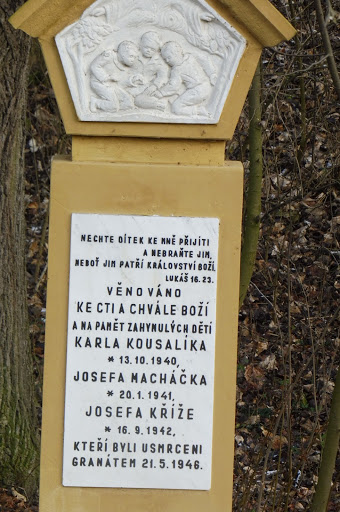 NECHTE DÍTEK KE MNĚ PŘIJÍTI
A NEBRAŇTE JIM,
NEBOŤ JIM PATŘÍ KRÁLOVSTVÍ BOŽÍ.
LUKÁŠ 16. 23.
VĚNOVÁNO
KE CTI A CHVÁLE BOŽÍ
A NA PAMĚT ZAHYNULÝCH DĚTÍ
KARLA KOUSALÍKA
* 13. 10. 1940,
JOSEFA MACHÁČKA
* 20. 1. 1941,
JOSEFA KŘÍŽE
* 16. 9. 1942,
KTEŘÍ BYLI USMRCENI
GRANÁTEM 21. 5. 1946.